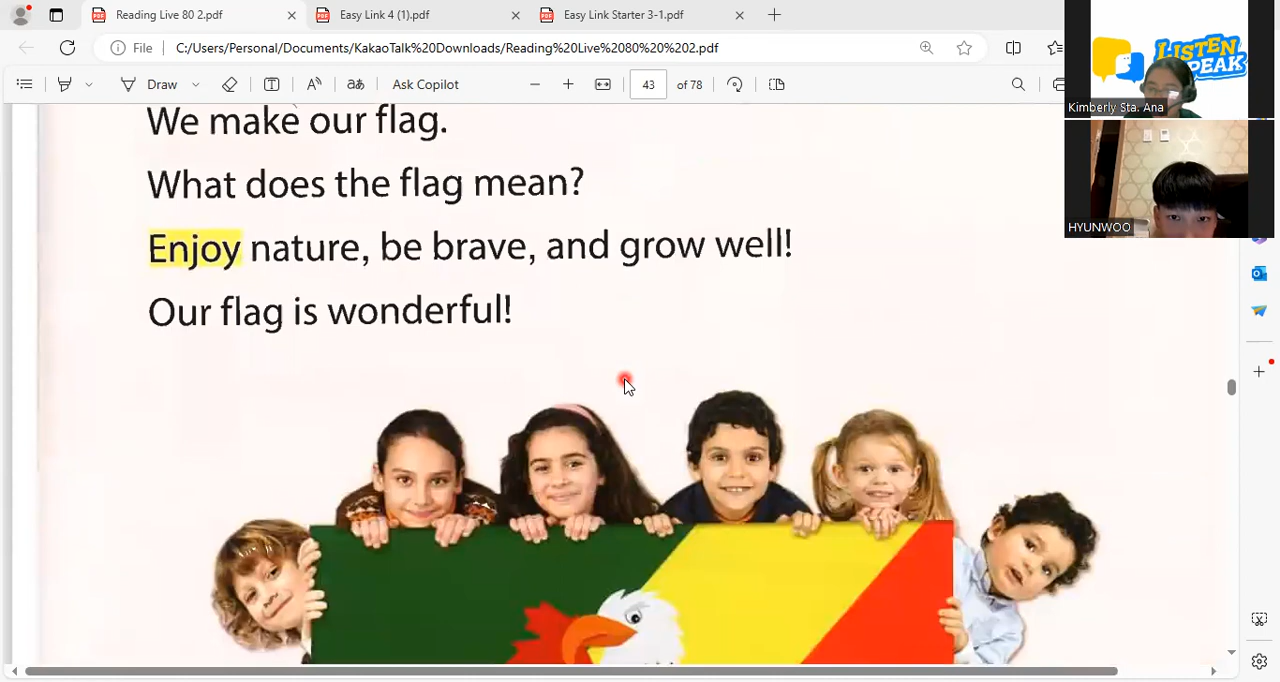 Reading Live 80 2.pdf
Easy Link 4 (1).pdf
Easy Link Starter 3-1.pdf
File
C:/Users/Personal/Documents/KakaoTalk%20Downloads/Reading%20Live%2080%20%202.pdf
Draw
Ask Copilot
43 of 78
We make our flag.
What does the flag mean?
Enjoy nature, be brave, and grow well!
Our flag is wonderful!
LISTEN
Kimberly Sta. Ana
HYUNWOO